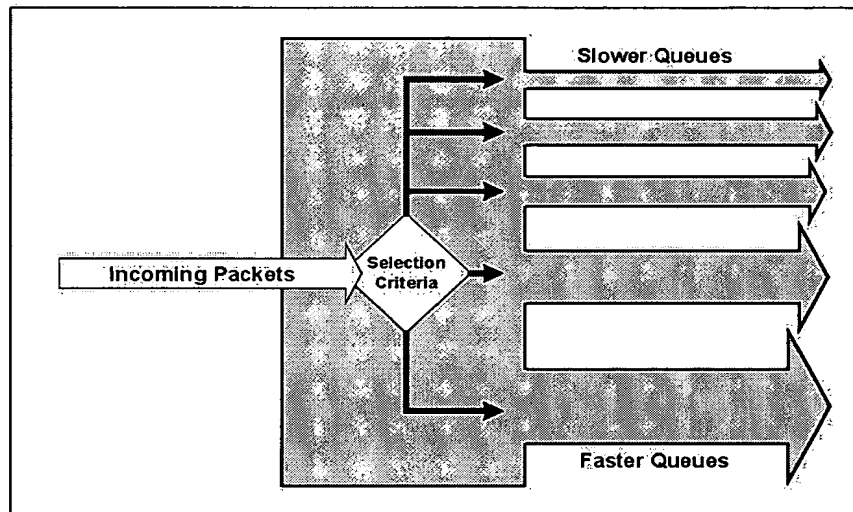 Slower Queues
Incoming Packets
Selection
Criteria
Faster Queues